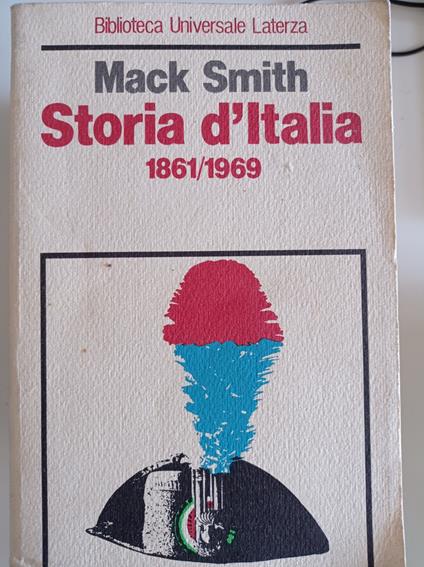 Biblioteca Universale Laterza
Mack Smith
Storia d'Italia
1861/1969